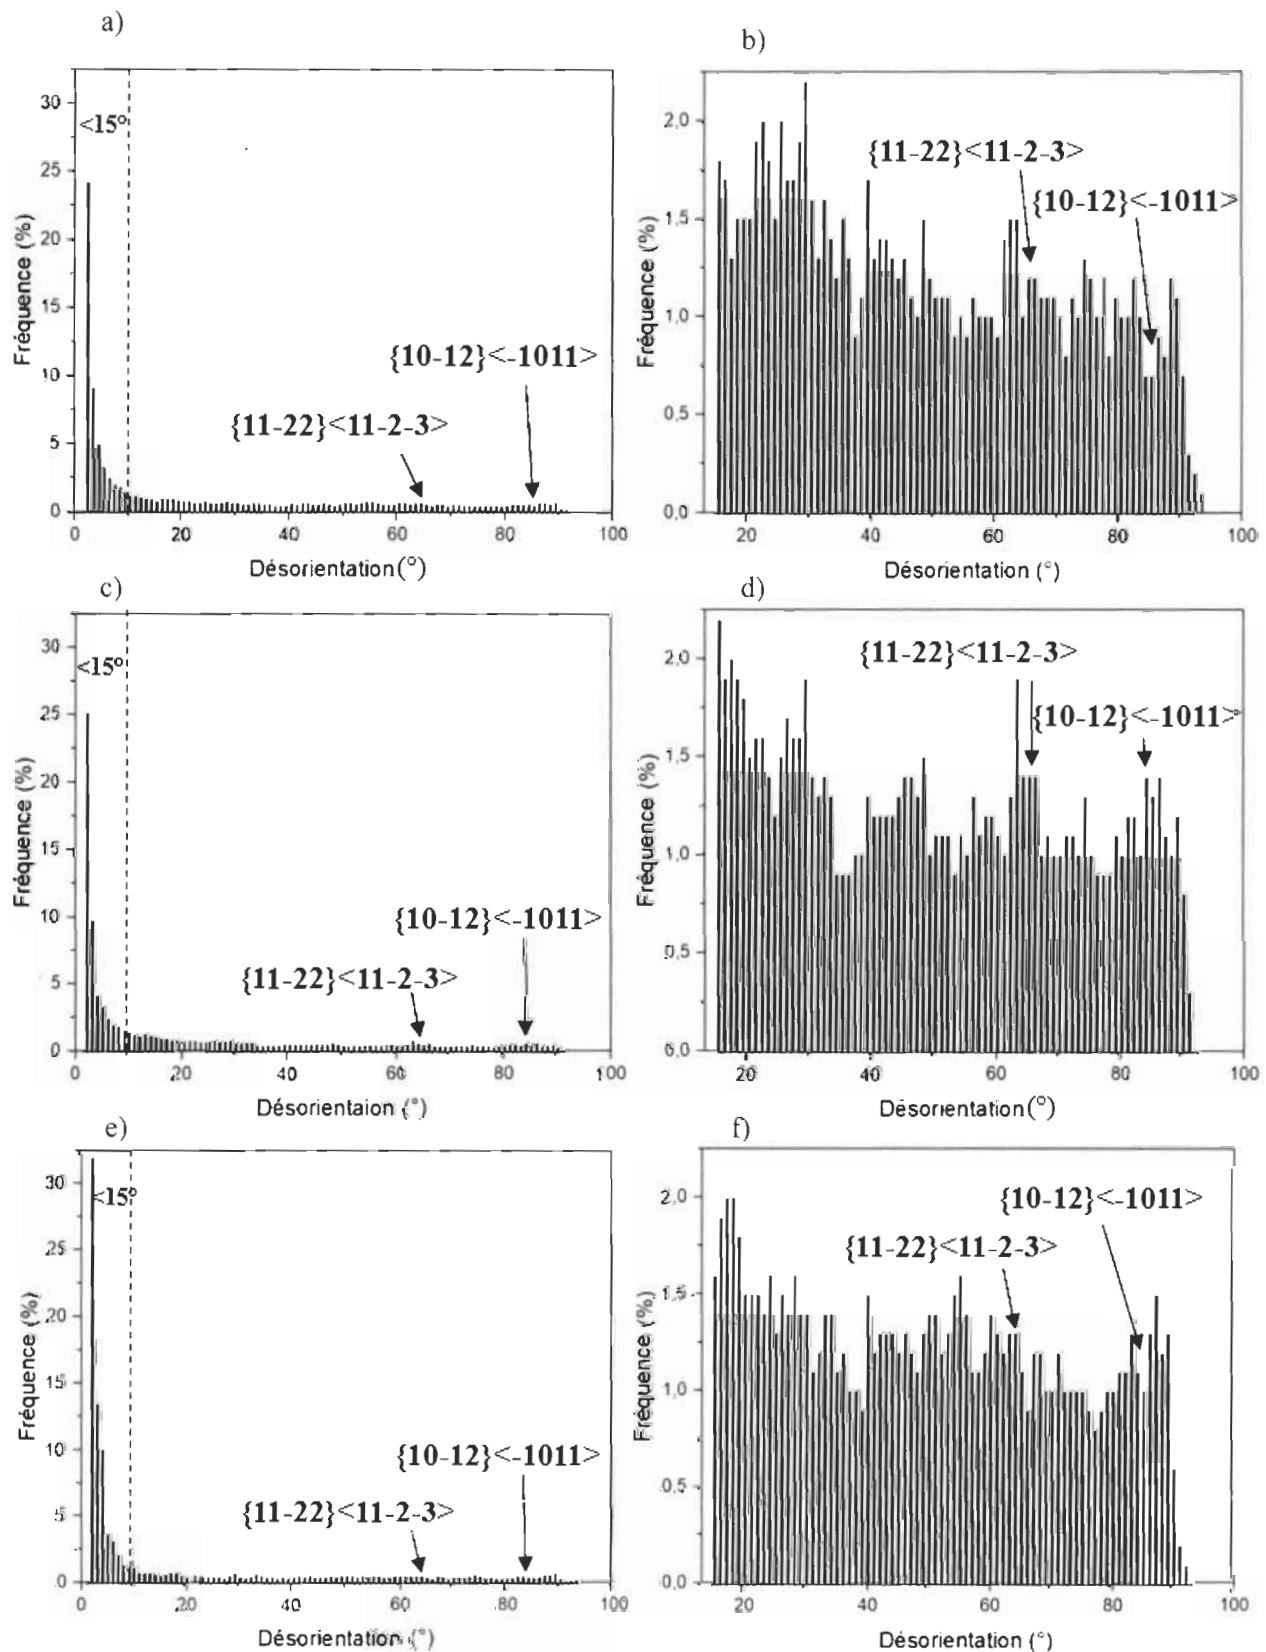 a)
30
25
20
15
10
5
0
<15°
{10-12}<-1011>
{11-22}<11-2-3>
0 20 40 60 80 100
Fréquence (%)
Désorientation (°)
b)
2,0
1,5
1,0
0,5
0,0
{11-22}<11-2-3>
{10-12}<-1011>
20 40 60 80 100
Fréquence (%)
Désorientation (°)
c)
30
25
20
15
10
5
0
<15°
{10-12}<-1011>
{11-22}<11-2-3>
0 20 40 60 80 100
Fréquence (%)
Désorientaion (°)
d)
2,0
1,5
1,0
0,5
0,0
{11-22}<11-2-3>
{10-12}<-1011>
20 40 60 80 100
Fréquence (%)
Désorientation (°)
e)
30
25
20
15
10
5
0
<15°
{10-12}<-1011>
{11-22}<11-2-3>
0 20 40 60 80 100
Fréquence (%)
Désorientation (°)
f)
2,0
1,5
1,0
0,5
0,0
{10-12}<-1011>
{11-22}<11-2-3>
20 40 60 80 100
Fréquence (%)
Désorientation (°)